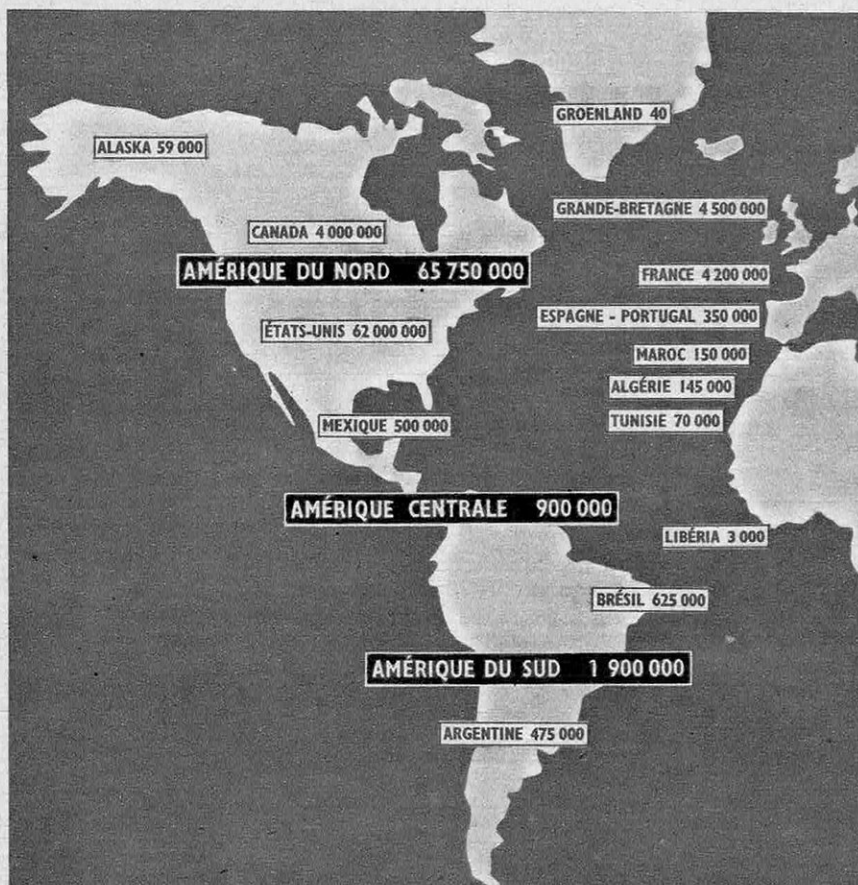 GROENLAND 40
ALASKA 59 000
GRANDE-BRETAGNE 4 500 000
CANADA 4 000 000
AMÉRIQUE DU NORD 65 750 000
FRANCE 4 200 000
ESPAGNE - PORTUGAL 350 000
ÉTATS-UNIS 62 000 000
MAROC 150 000
ALGÉRIE 145 000
TUNISIE 70 000
MEXIQUE 500 000
AMÉRIQUE CENTRALE 900 000
LIBÉRIA 3 000
BRÉSIL 625 000
AMÉRIQUE DU SUD 1 900 000
ARGENTINE 475 000